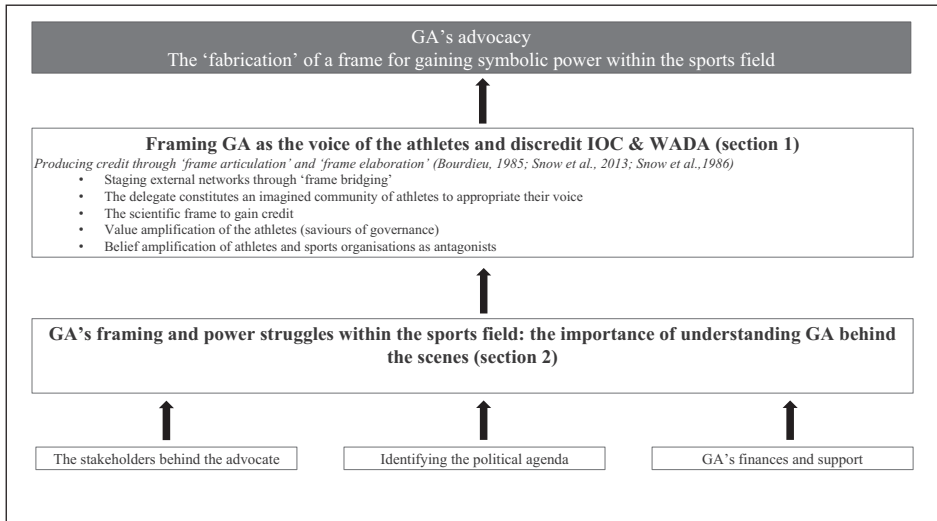 GA's advocacy
The 'fabrication' of a frame for gaining symbolic power within the sports field
Framing GA as the voice of the athletes and discredit IOC & WADA (section 1)
Producing credit through 'frame articulation' and 'frame elaboration' (Bourdieu, 1985; Snow et al., 2013; Snow et al.,1986)
• Staging external networks through 'frame bridging'
• The delegate constitutes an imagined community of athletes to appropriate their voice
• The scientific frame to gain credit
• Value amplification of the athletes (saviours of governance)
• Belief amplification of athletes and sports organisations as antagonists
GA's framing and power struggles within the sports field: the importance of understanding GA behind
the scenes (section 2)
The stakeholders behind the advocate
Identifying the political agenda
GA's finances and support